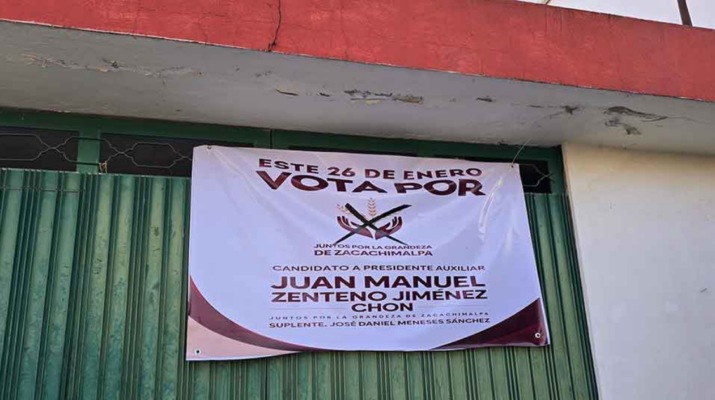 ESTE 26 DE ENERO
VOTA POR
JUNTOS POR LA GRANDEZA
DE ZACACHIMALPA
CANDIDATO A PRESIDENTE AUXILIAR
JUAN MANUEL
ZENTENO JIMÉNEZ
CHON
JUNTOS POR LA GRANDEZA DE ZACACHIMALPA
SUPLENTE, JOSÉ DANIEL MENESES SÁNCHEZ